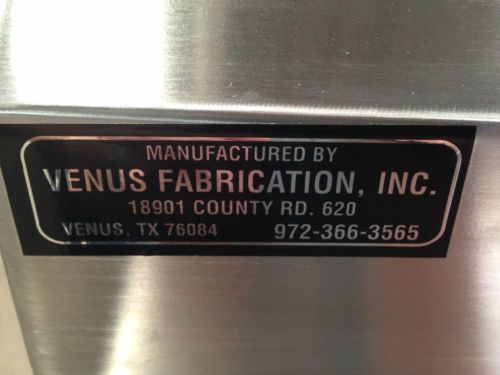 MANUFACTURED BY
VENUS FABRICATION, INC.
18901 COUNTY RD. 620
VENUS, TX 76084 972-366-3565